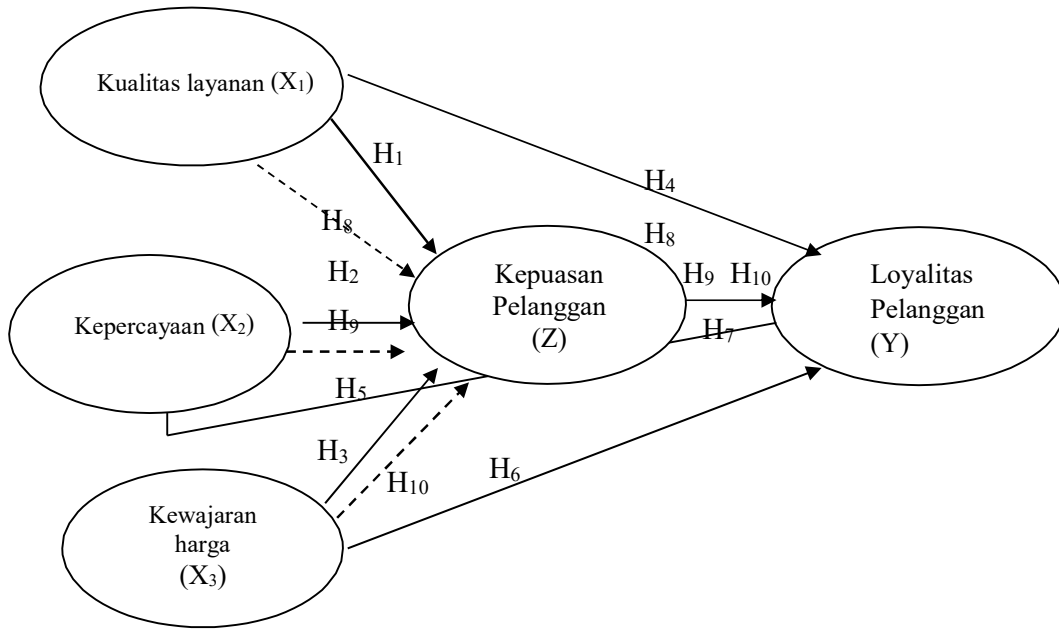 Kualitas layanan (X₁)
H₁
H₄
H₈
H₈
H₂
Kepuasan
Pelanggan
(Z)
H₉
H₁₀
Loyalitas
Pelanggan
(Y)
Kepercayaan (X₂)
H₉
H₇
H₅
H₃
H₁₀
H₆
Kewajaran
harga
(X₃)